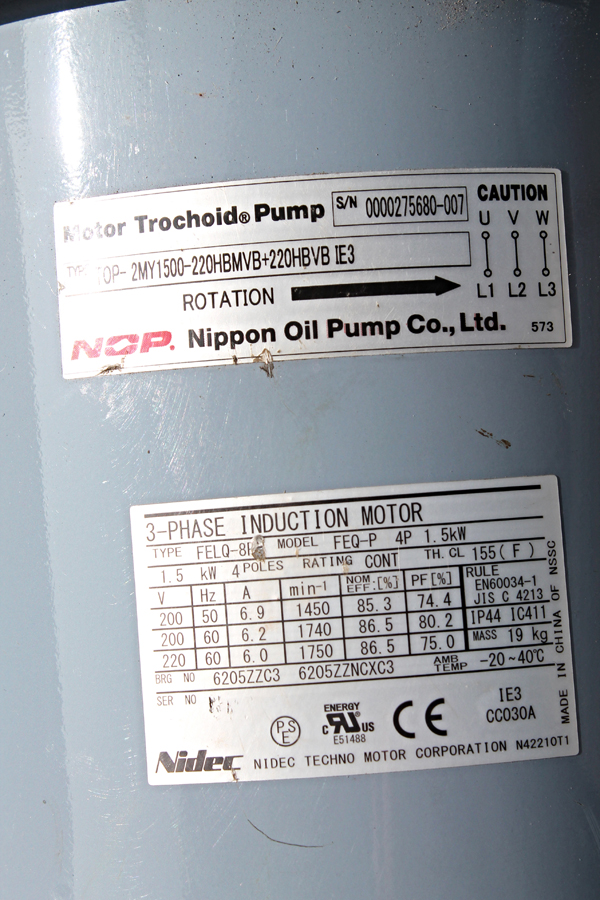 Motor Trochoid® Pump S/N 0000275680-007
CAUTION
U V W
TYPE TOP- 2MY1500-220HBMVB+220HBVB IE3
ROTATION
L1 L2 L3
NOP. Nippon Oil Pump Co., Ltd. 573
3-PHASE INDUCTION MOTOR
TYPE FELQ-8 MODEL FEQ-P 4P 1.5kW
1.5 kW 4 POLES RATING CONT TH. CL 155 ( F )
V Hz A min-1 NOM. EFF. [%] PF [%]
200 50 6.9 1450 85.3 74.4
200 60 6.2 1740 86.5 80.2
220 60 6.0 1750 86.5 75.0
RULE
EN60034-1
JIS C 4213
IP44 IC411
MASS 19 kg
BRG NO 6205ZZC3 6205ZZNCXC3 AMB TEMP -20~40℃
SER NO
PSE
ENERGY
c RU US
E51488
CE
IE3
CC030A
Nidec NIDEC TECHNO MOTOR CORPORATION N42210T1
MADE IN CHINA OF NSSC